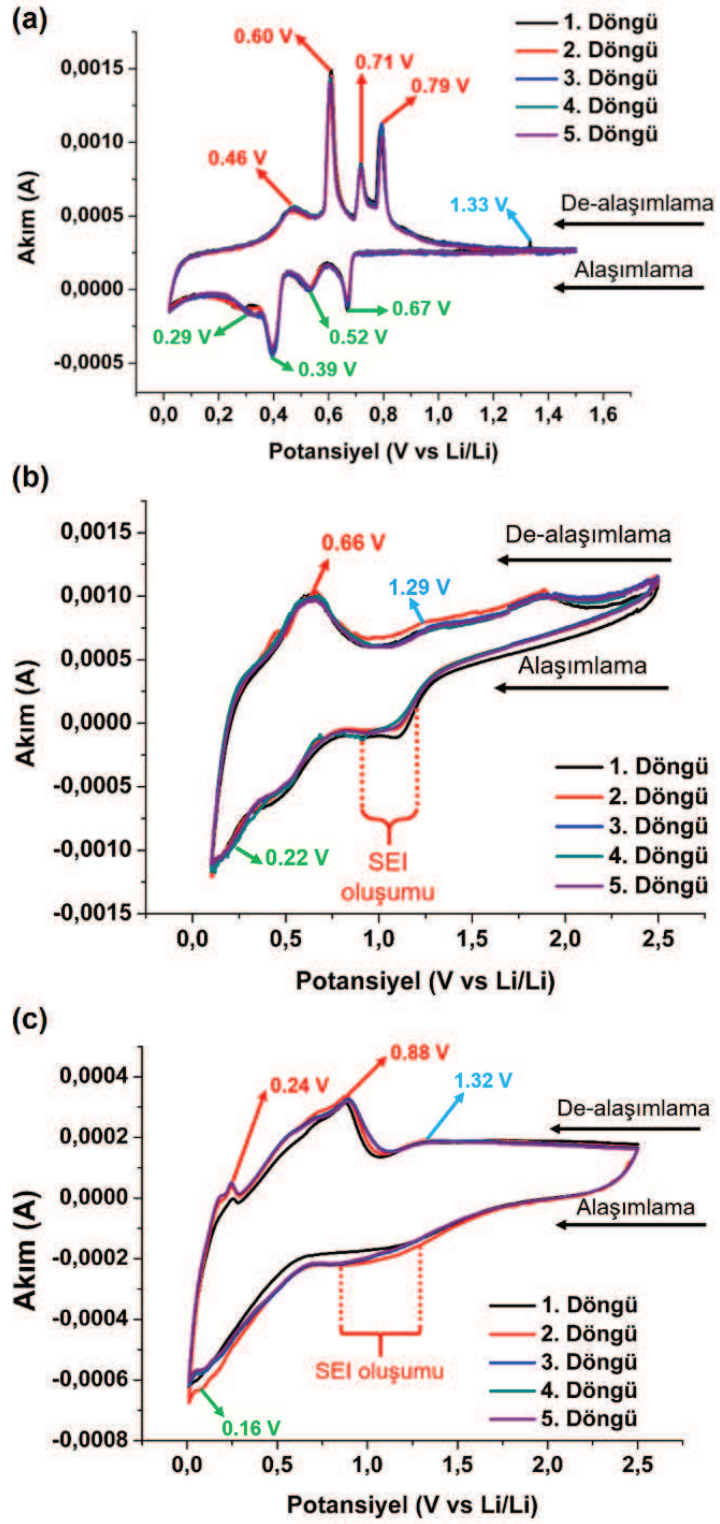 (a)
0,0015
0,0010
0,0005
0,0000
-0,0005
Akım (A)
0.60 V
0.71 V
0.79 V
0.46 V
1.33 V
0.29 V
0.39 V
0.52 V
0.67 V
1. Döngü
2. Döngü
3. Döngü
4. Döngü
5. Döngü
De-alaşımlama
Alaşımlama
0,0 0,2 0,4 0,6 0,8 1,0 1,2 1,4 1,6
Potansiyel (V vs Li/Li)
(b)
0,0015
0,0010
0,0005
0,0000
-0,0005
-0,0010
-0,0015
Akım (A)
0.66 V
1.29 V
De-alaşımlama
Alaşımlama
0.22 V
SEI
oluşumu
1. Döngü
2. Döngü
3. Döngü
4. Döngü
5. Döngü
0,0 0,5 1,0 1,5 2,0 2,5
Potansiyel (V vs Li/Li)
(c)
0,0004
0,0002
0,0000
-0,0002
-0,0004
-0,0006
-0,0008
Akım (A)
0.24 V
0.88 V
1.32 V
De-alaşımlama
Alaşımlama
SEI oluşumu
0.16 V
1. Döngü
2. Döngü
3. Döngü
4. Döngü
5. Döngü
0,0 0,5 1,0 1,5 2,0 2,5
Potansiyel (V vs Li/Li)